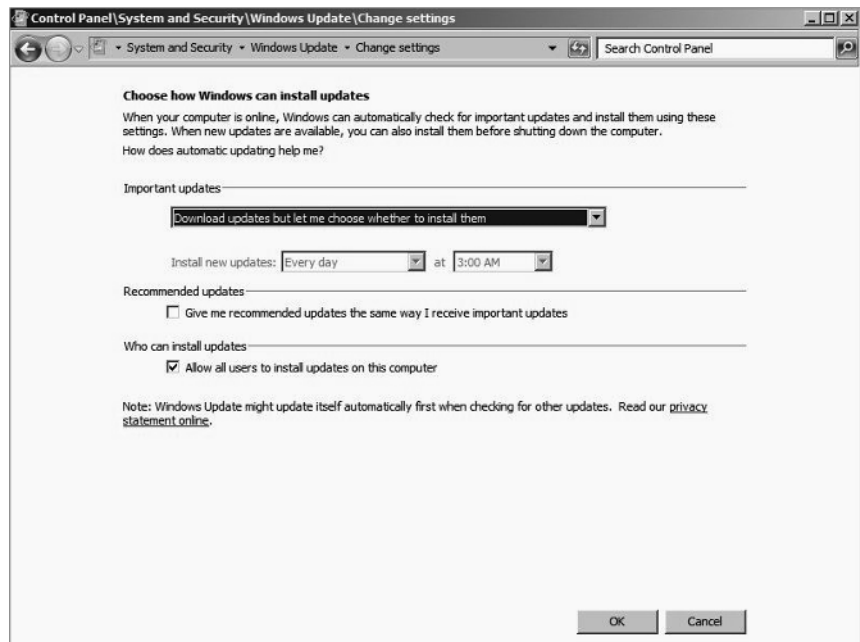 Control Panel\System and Security\Windows Update\Change settings
System and Security Windows Update Change settings
Search Control Panel
Choose how Windows can install updates
When your computer is online, Windows can automatically check for important updates and install them using these
settings. When new updates are available, you can also install them before shutting down the computer.
How does automatic updating help me?
Important updates
Download updates but let me choose whether to install them
Install new updates: Every day at 3:00 AM
Recommended updates
Give me recommended updates the same way I receive important updates
Who can install updates
Allow all users to install updates on this computer
Note: Windows Update might update itself automatically first when checking for other updates. Read our privacy
statement online.
OK Cancel